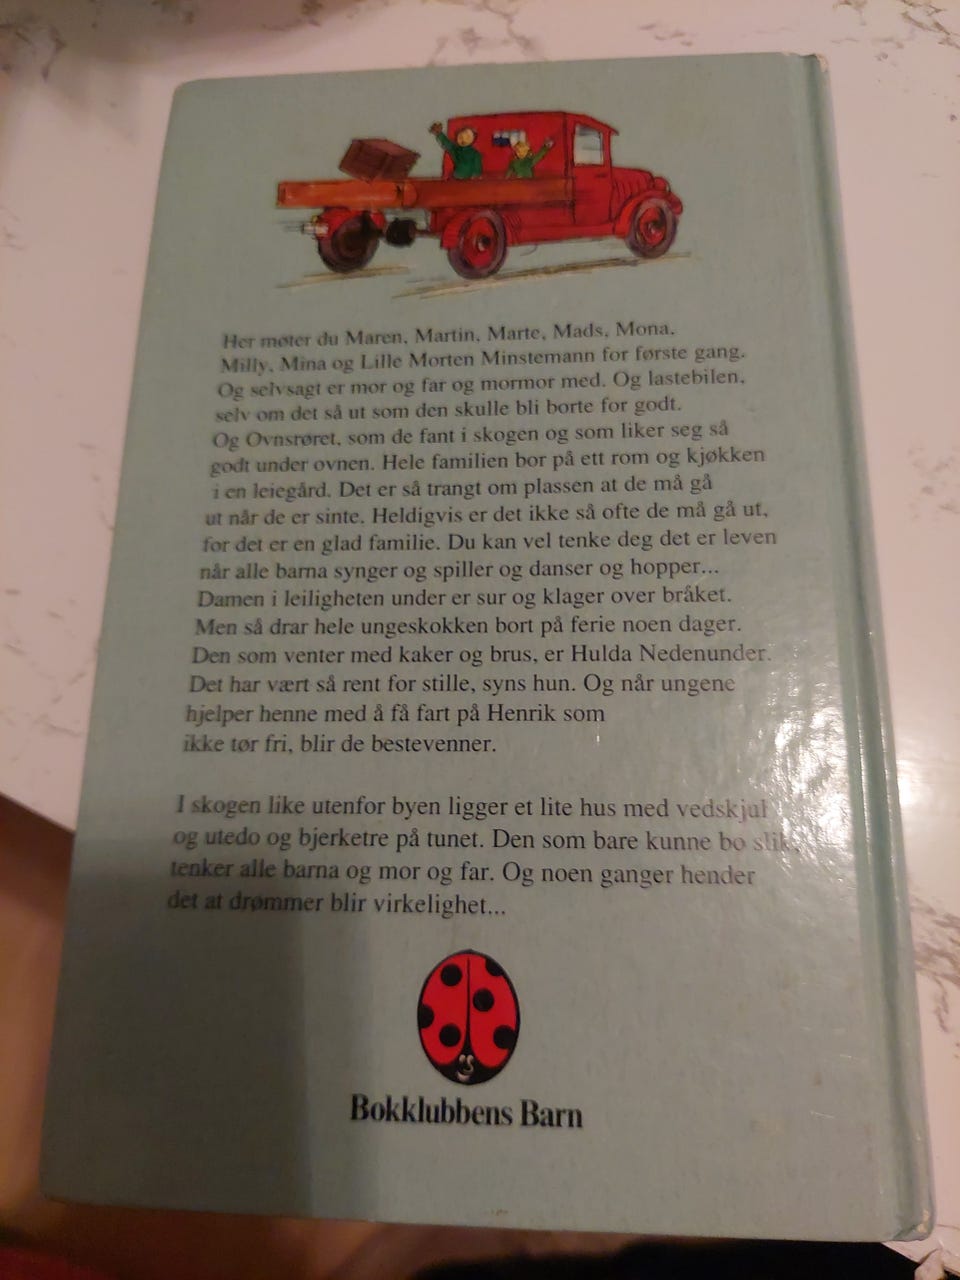 Her møter du Maren, Martin, Marte, Mads, Mona,
Milly, Mina og Lille Morten Minstemann for første gang.
Og selvsagt er mor og far og mormor med. Og lastebilen,
selv om det så ut som den skulle bli borte for godt.
Og Ovnsrøret, som de fant i skogen og som liker seg så
godt under ovnen. Hele familien bor på ett rom og kjøkken
i en leiegård. Det er så trangt om plassen at de må gå
ut når de er sinte. Heldigvis er det ikke så ofte de må gå ut,
for det er en glad familie. Du kan vel tenke deg det er leven
når alle barna synger og spiller og danser og hopper...
Damen i leiligheten under er sur og klager over bråket.
Men så drar hele ungeskokken bort på ferie noen dager.
Den som venter med kaker og brus, er Hulda Nedenunder.
Det har vært så rent for stille, syns hun. Og når ungene
hjelper henne med å få fart på Henrik som
ikke tør fri, blir de bestevenner.
I skogen like utenfor byen ligger et lite hus med vedskjul
og utedo og bjerketre på tunet. Den som bare kunne bo slik,
tenker alle barna og mor og far. Og noen ganger hender
det at drømmer blir virkelighet...
Bokklubbens Barn